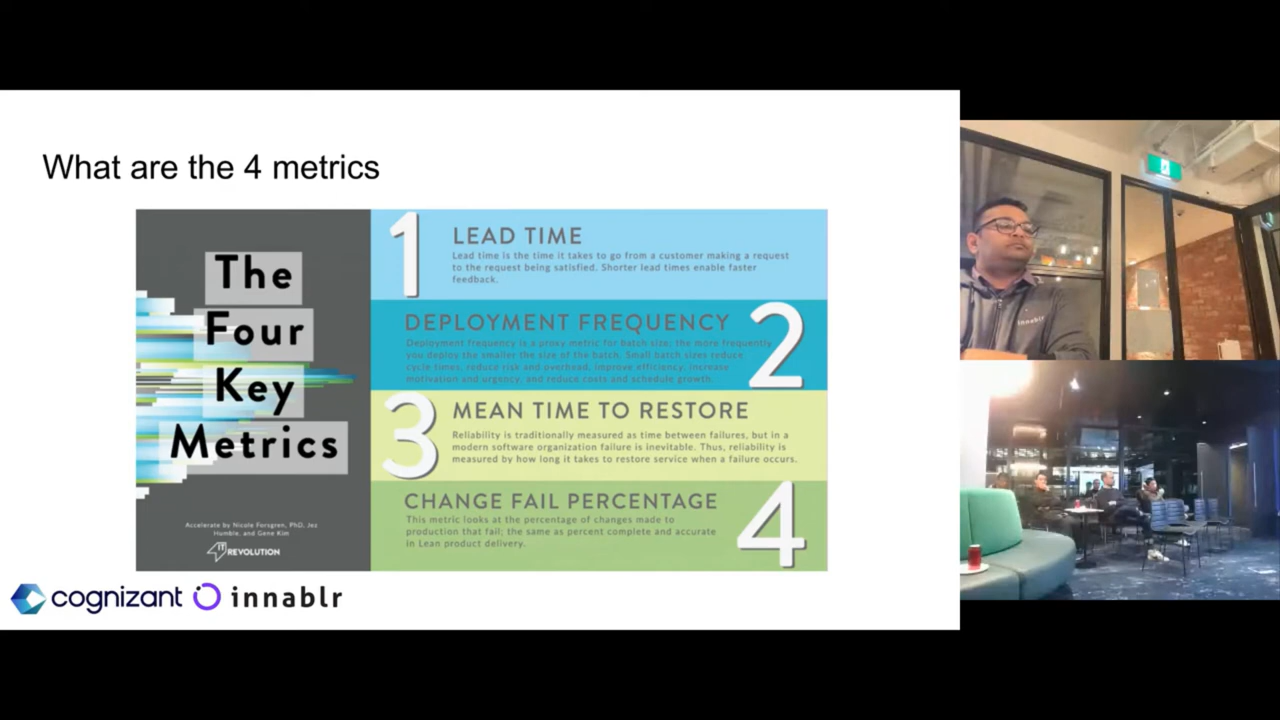 What are the 4 metrics
The
Four
Key
Metrics
Accelerate by Nicole Forsgren, PhD, Jez
Humble, and Gene Kim
IT
REVOLUTION
1
LEAD TIME
Lead time is the time it takes to go from a customer making a request
to the request being satisfied. Shorter lead times enable faster
feedback.
DEPLOYMENT FREQUENCY
Deployment frequency is a proxy metric for batch size; the more frequently
you deploy the smaller the size of the batch. Small batch sizes reduce
cycle times, reduce risk and overhead, improve efficiency, increase
motivation and urgency, and reduce costs and schedule growth.
2
3
MEAN TIME TO RESTORE
Reliability is traditionally measured as time between failures, but in a
modern software organization failure is inevitable. Thus, reliability is
measured by how long it takes to restore service when a failure occurs.
CHANGE FAIL PERCENTAGE
This metric looks at the percentage of changes made to
production that fail; the same as percent complete and accurate
in Lean product delivery.
4
cognizant innablr
innablr